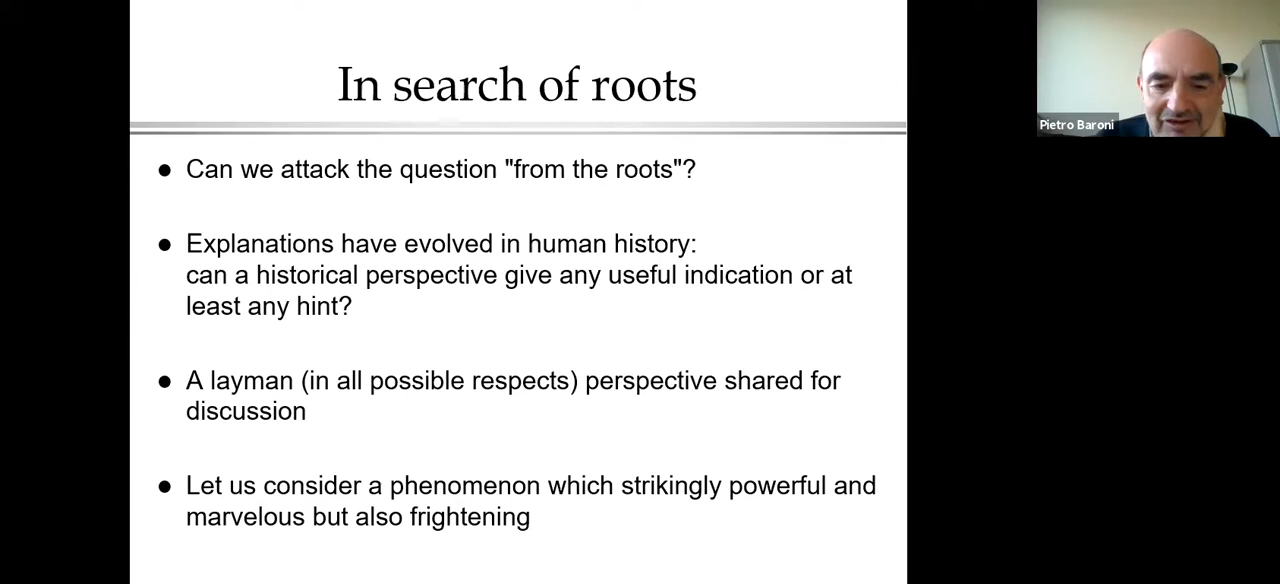 In search of roots
● Can we attack the question "from the roots"?
● Explanations have evolved in human history:
can a historical perspective give any useful indication or at
least any hint?
● A layman (in all possible respects) perspective shared for
discussion
● Let us consider a phenomenon which strikingly powerful and
marvelous but also frightening
Pietro Baroni